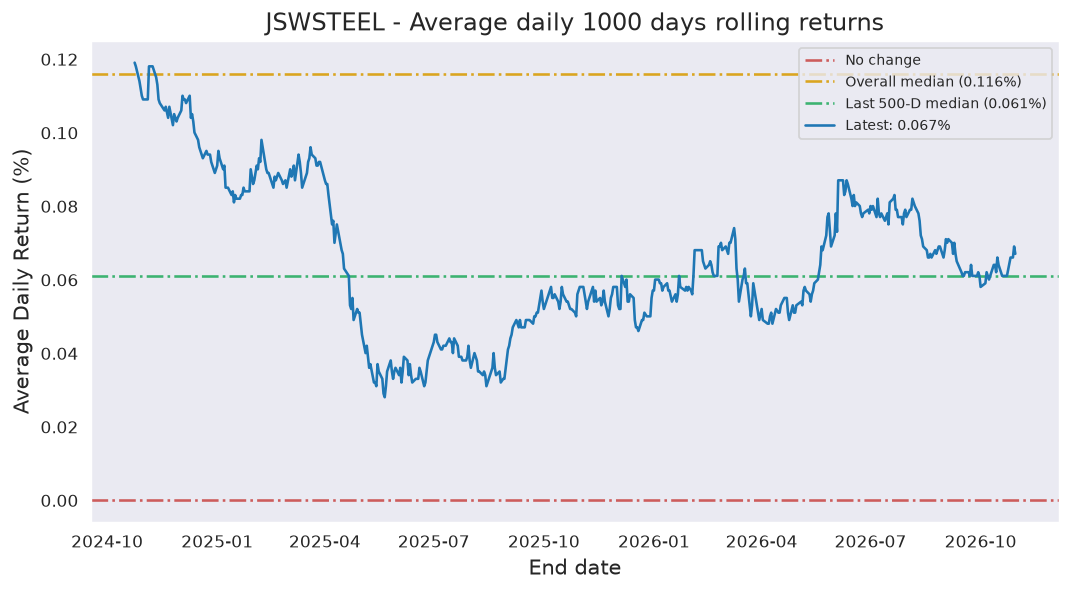 JSWSTEEL - Average daily 1000 days rolling returns
No change
Overall median (0.116%)
Last 500-D median (0.061%)
Latest: 0.067%
Average Daily Return (%)
0.12
0.10
0.08
0.06
0.04
0.02
0.00
2024-10 2025-01 2025-04 2025-07 2025-10 2026-01 2026-04 2026-07 2026-10
End date